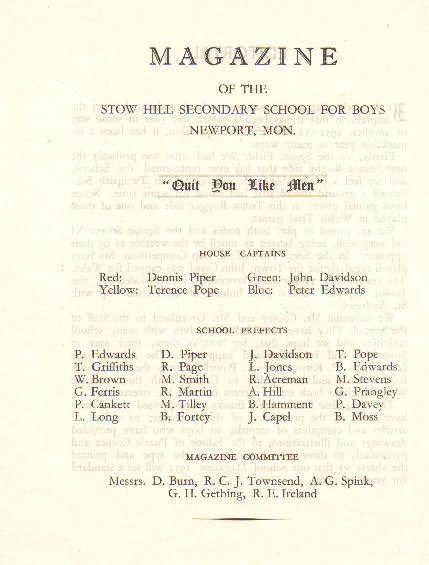 MAGAZINE
OF THE
STOW HILL SECONDARY SCHOOL FOR BOYS
NEWPORT, MON.
"Quit You Like Men"
HOUSE CAPTAINS
Red: Dennis Piper Green: John Davidson
Yellow: Terence Pope Blue: Peter Edwards
SCHOOL PREFECTS
P. Edwards D. Piper J. Davidson T. Pope
T. Griffiths R. Page L. Jones B. Edwards
W. Brown M. Smith R. Acreman M. Stevens
G. Ferris R. Martin A. Hill G. Prangley
P. Cankett M. Tilley B. Hamment P. Davey
L. Long B. Fortey J. Capel B. Moss
MAGAZINE COMMITTEE
Messrs. D. Burn, R. C. J. Townsend, A. G. Spink,
G. H. Gething, R. E. Ireland